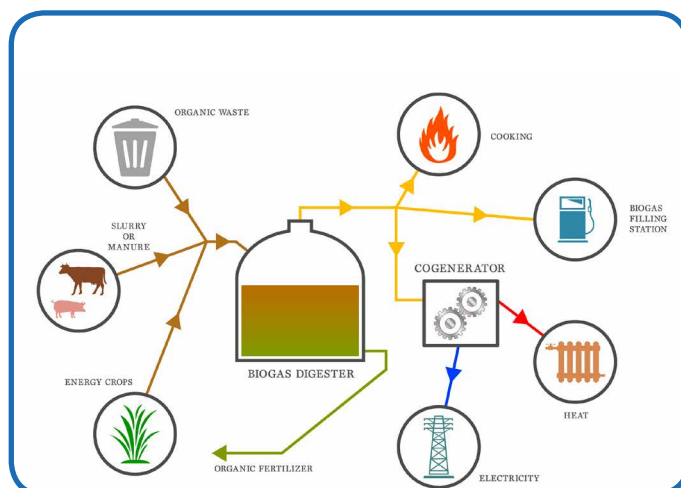 ORGANIC WASTE
COOKING
SLURRY
OR
MANURE
BIOGAS
FILLING
STATION
COGENERATOR
BIOGAS DIGESTER
ENERGY CROPS
HEAT
ORGANIC FERTILIZER
ELECTRICITY